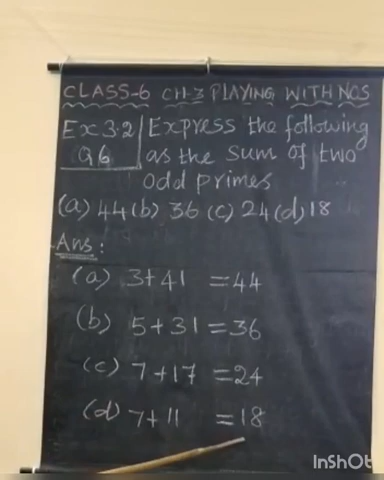 CLASS-6 CH-3 PLAYING WITH NOS
Ex 3.2 Express the following
Q6 as the sum of two
odd primes
(a) 44 (b) 36 (c) 24 (d) 18
Ans:
(a) 3+41 = 44
(b) 5+31 = 36
(c) 7+17 = 24
(d) 7+11 = 18
InShOt